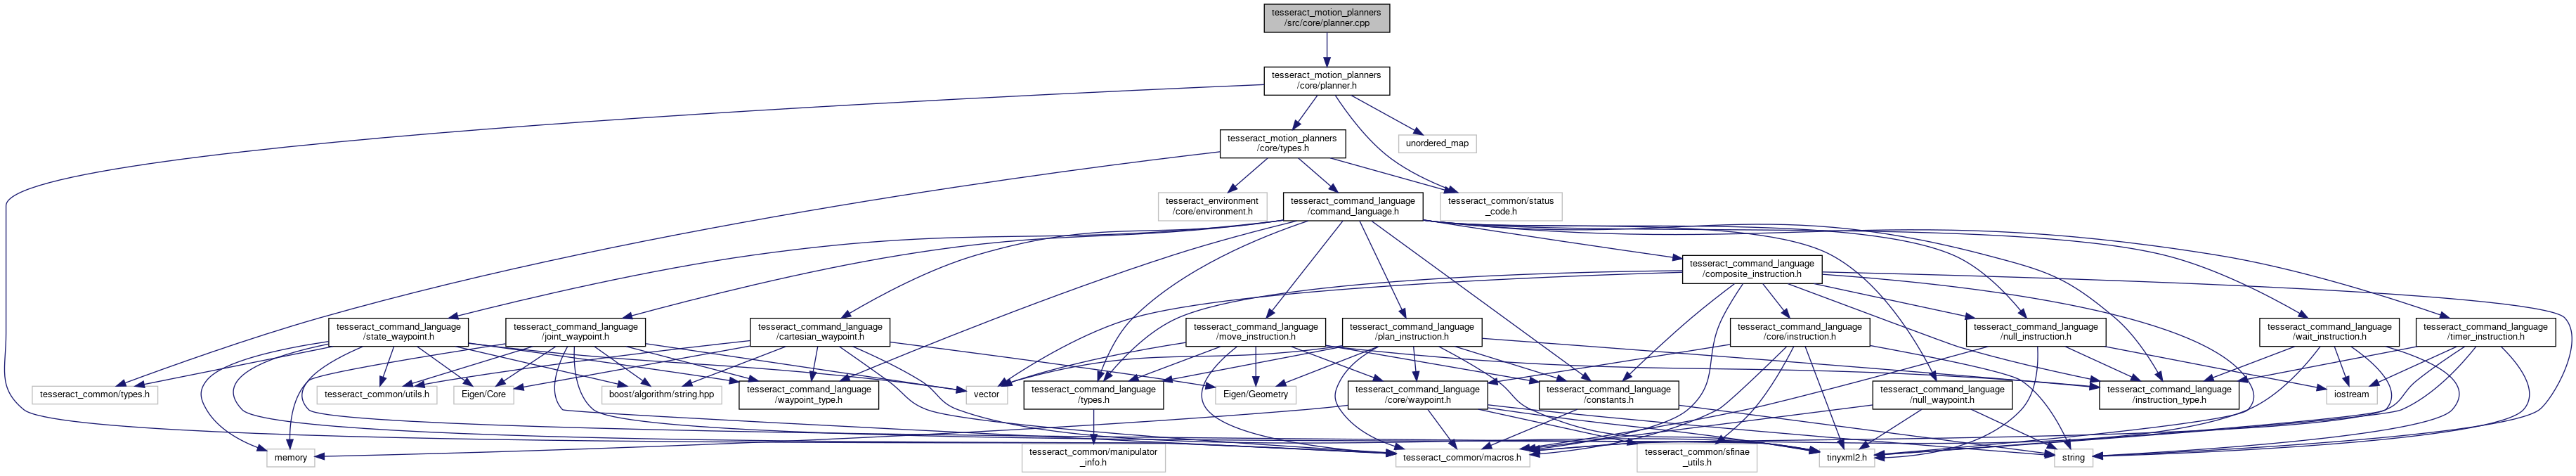 tesseract_motion_planners
/src/core/planner.cpp
tesseract_motion_planners
/core/planner.h
tesseract_motion_planners
/core/types.h
unordered_map
tesseract_environment
/core/environment.h
tesseract_command_language
/command_language.h
tesseract_common/status
_code.h
tesseract_command_language
/composite_instruction.h
tesseract_command_language
/state_waypoint.h
tesseract_command_language
/joint_waypoint.h
tesseract_command_language
/cartesian_waypoint.h
tesseract_command_language
/move_instruction.h
tesseract_command_language
/plan_instruction.h
tesseract_command_language
/core/instruction.h
tesseract_command_language
/null_instruction.h
tesseract_command_language
/wait_instruction.h
tesseract_command_language
/timer_instruction.h
tesseract_common/types.h
tesseract_common/utils.h
Eigen/Core
boost/algorithm/string.hpp
tesseract_command_language
/waypoint_type.h
vector
tesseract_command_language
/types.h
Eigen/Geometry
tesseract_command_language
/core/waypoint.h
tesseract_command_language
/constants.h
tesseract_command_language
/null_waypoint.h
tesseract_command_language
/instruction_type.h
iostream
memory
tesseract_common/manipulator
_info.h
tesseract_common/macros.h
tesseract_common/sfinae
_utils.h
tinyxml2.h
string